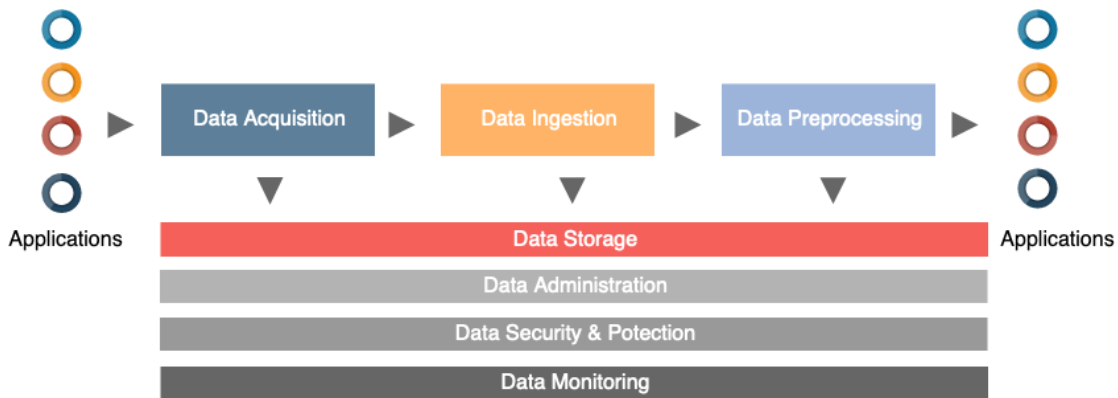 Data Acquisition
Data Ingestion
Data Preprocessing
Applications
Applications
Data Storage
Data Administration
Data Security & Potection
Data Monitoring